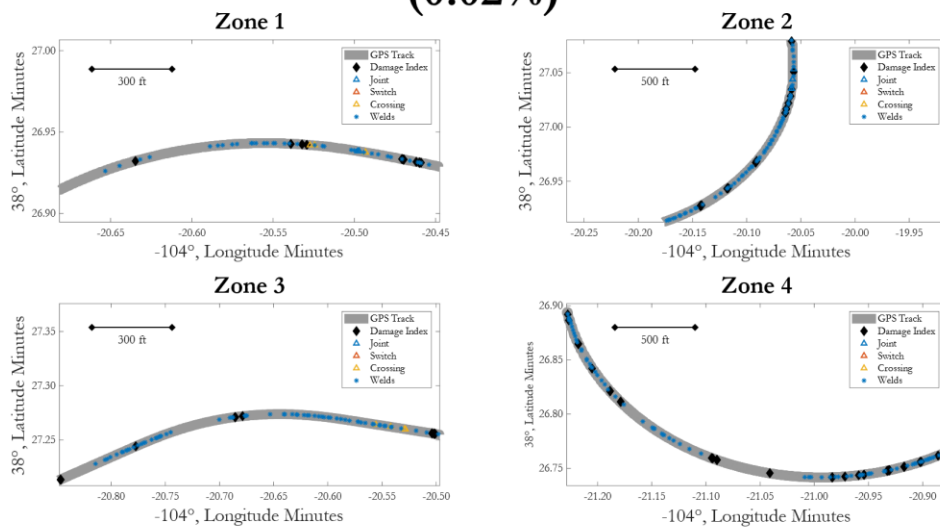 (0.02%)
Zone 1
27.00
26.95
26.90
38°, Latitude Minutes
300 ft
GPS Track
Damage Index
Joint
Switch
Crossing
Welds
-20.65
-20.60
-20.55
-20.50
-20.45
-104°, Longitude Minutes
Zone 2
27.05
27.00
26.95
38°, Latitude Minutes
500 ft
GPS Track
Damage Index
Joint
Switch
Crossing
Welds
-20.25
-20.20
-20.15
-20.10
-20.05
-20.00
-19.95
-104°, Longitude Minutes
Zone 3
27.35
27.30
27.25
38°, Latitude Minutes
300 ft
GPS Track
Damage Index
Joint
Switch
Crossing
Welds
-20.80
-20.75
-20.70
-20.65
-20.60
-20.55
-20.50
-104°, Longitude Minutes
Zone 4
26.90
26.85
26.80
26.75
38°, Latitude Minutes
500 ft
GPS Track
Damage Index
Joint
Switch
Crossing
Welds
-21.20
-21.15
-21.10
-21.05
-21.00
-20.95
-20.90
-104°, Longitude Minutes